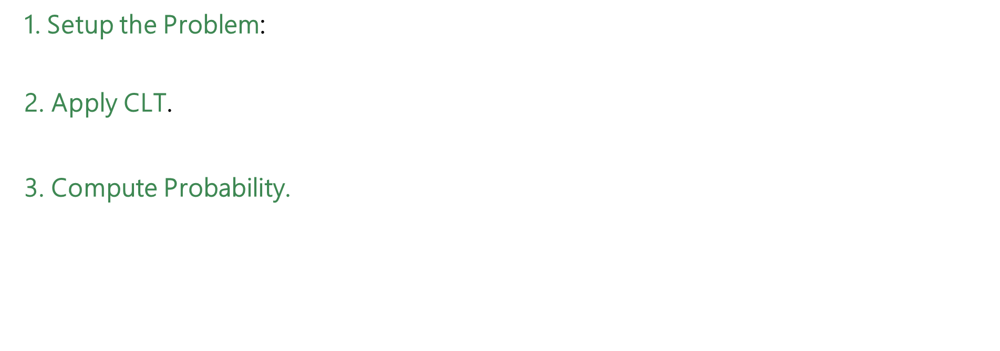 1. Setup the Problem:
2. Apply CLT.
3. Compute Probability.